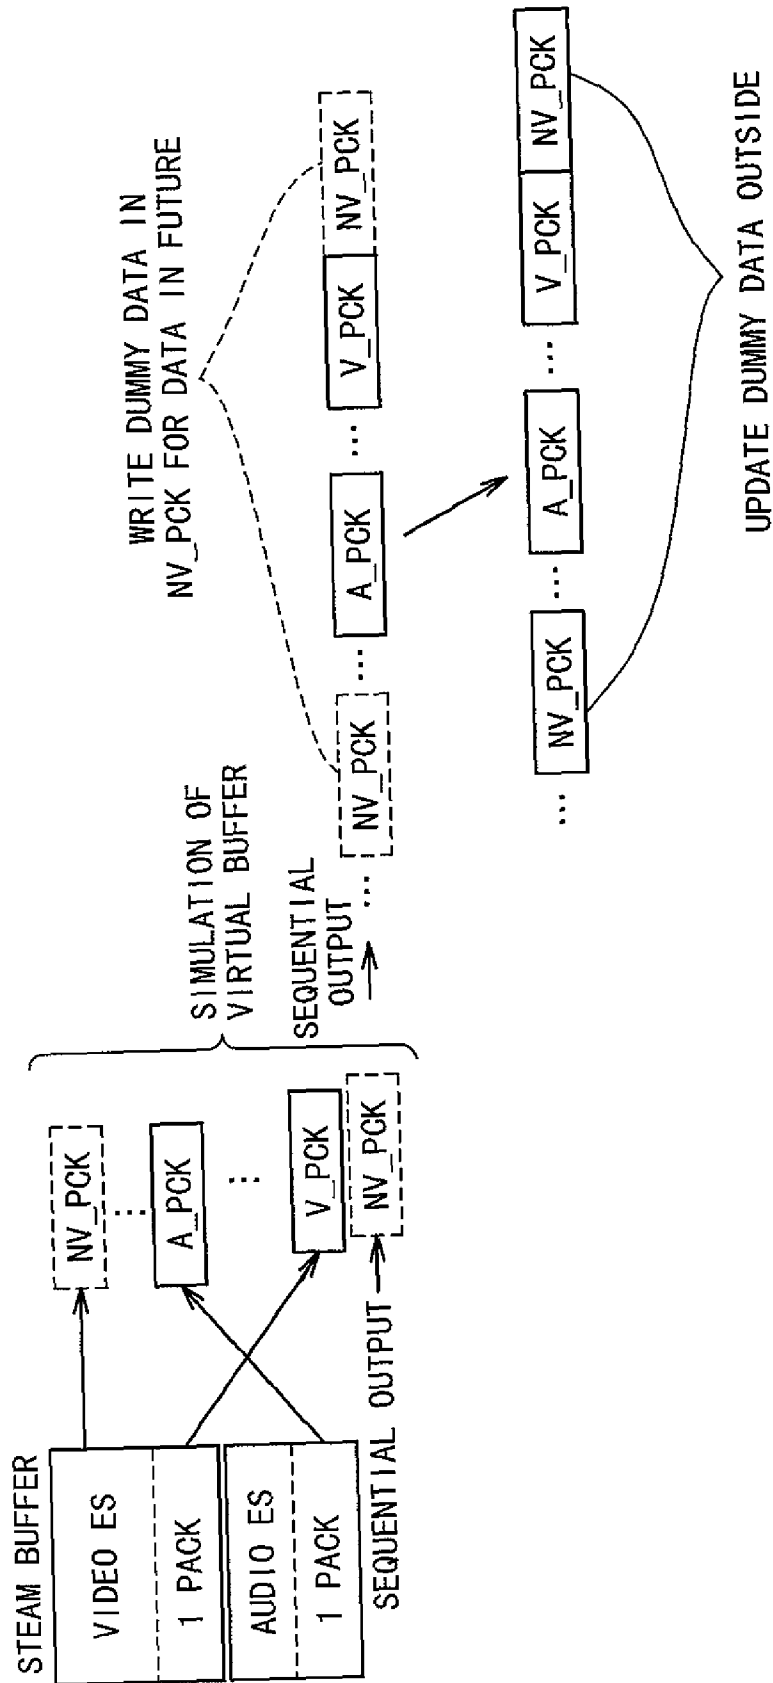 STEAM BUFFER
VIDEO ES
1 PACK
AUDIO ES
1 PACK
SEQUENTIAL OUTPUT
NV_PCK
...
A_PCK
...
V_PCK
NV_PCK
SIMULATION OF
VIRTUAL BUFFER
SEQUENTIAL
OUTPUT
...
NV_PCK
...
A_PCK
...
V_PCK
NV_PCK
WRITE DUMMY DATA IN
NV_PCK FOR DATA IN FUTURE
...
NV_PCK
...
A_PCK
...
V_PCK
NV_PCK
UPDATE DUMMY DATA OUTSIDE